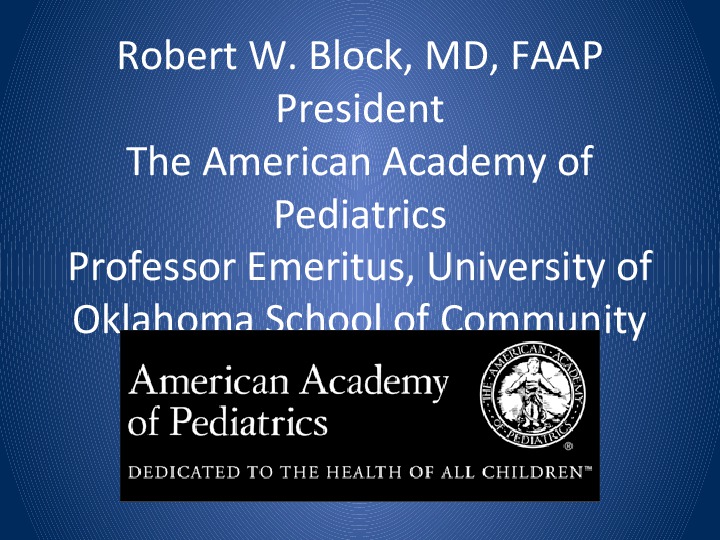 Robert W. Block, MD, FAAP
President
The American Academy of
Pediatrics
Professor Emeritus, University of
Oklahoma School of Community
American Academy
of Pediatrics
THE AMERICAN ACADEMY OF PEDIATRICS
®
DEDICATED TO THE HEALTH OF ALL CHILDREN™